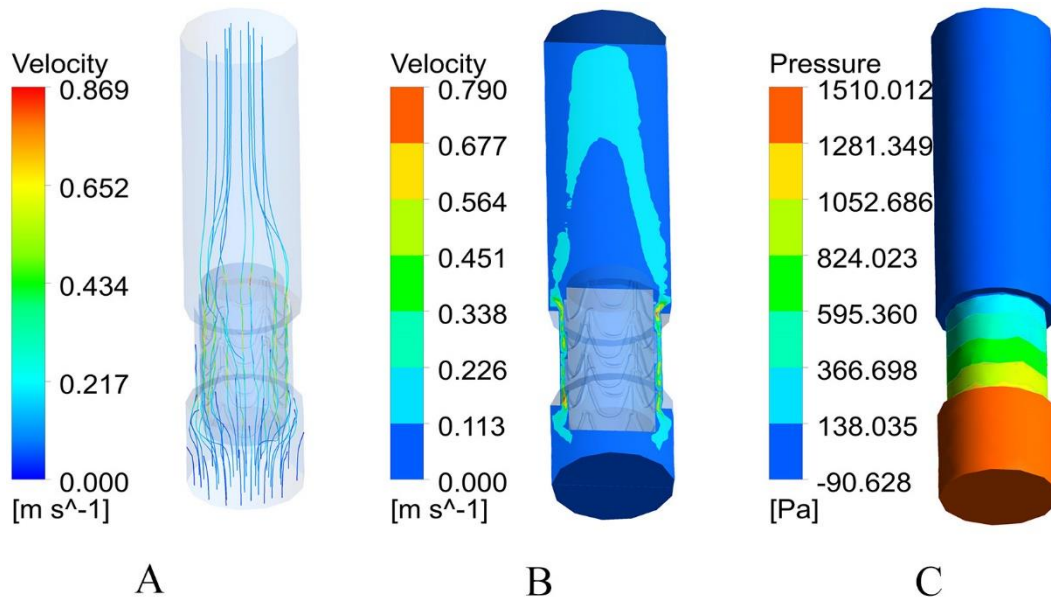 Velocity
0.869
0.652
0.434
0.217
0.000
[m s^-1]
A
Velocity
0.790
0.677
0.564
0.451
0.338
0.226
0.113
0.000
[m s^-1]
B
Pressure
1510.012
1281.349
1052.686
824.023
595.360
366.698
138.035
-90.628
[Pa]
C